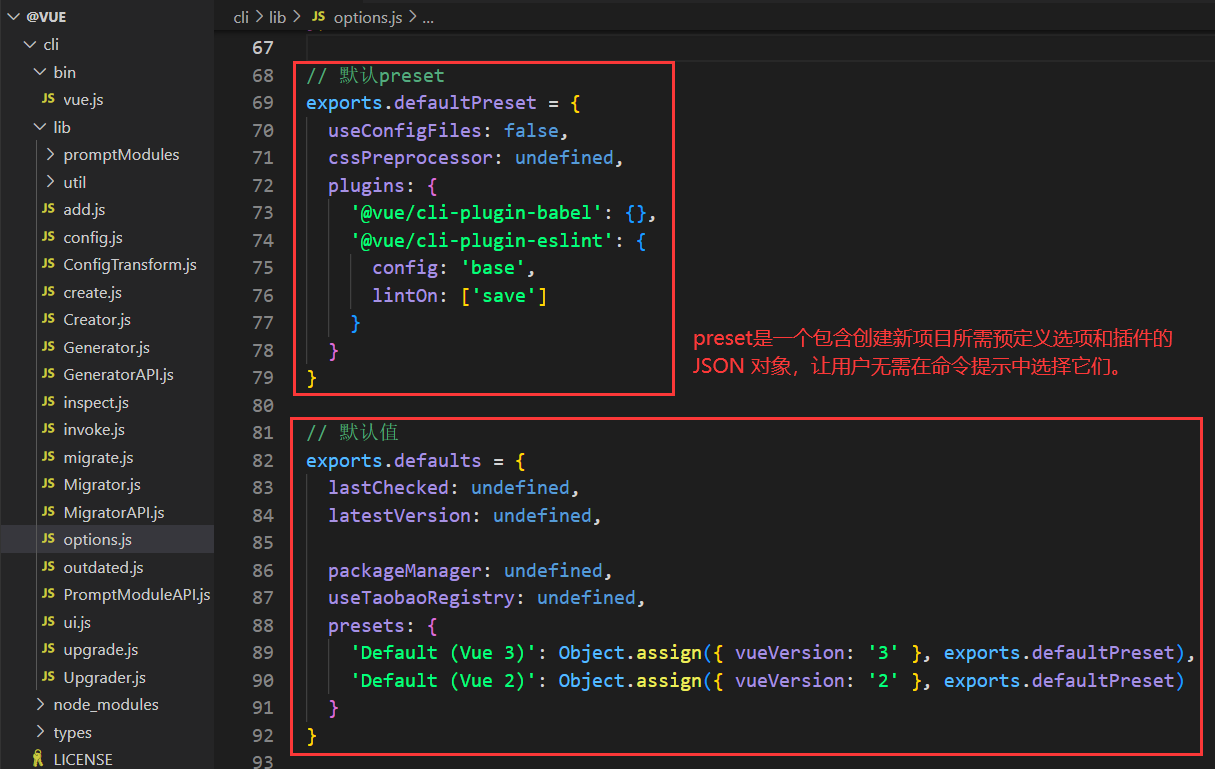 @VUE
cli
bin
JS vue.js
lib
promptModules
util
JS add.js
JS config.js
JS ConfigTransform.js
JS create.js
JS Creator.js
JS Generator.js
JS GeneratorAPI.js
JS inspect.js
JS invoke.js
JS migrate.js
JS Migrator.js
JS MigratorAPI.js
JS options.js
JS outdated.js
JS PromptModuleAPI.js
JS ui.js
JS upgrade.js
JS Upgrader.js
node_modules
types
LICENSE
cli > lib > JS options.js > ...
67
68 // 默认preset
69 exports.defaultPreset = {
70 useConfigFiles: false,
71 cssPreprocessor: undefined,
72 plugins: {
73 '@vue/cli-plugin-babel': {},
74 '@vue/cli-plugin-eslint': {
75 config: 'base',
76 lintOn: ['save']
77 }
78 }
79 }
80
81 // 默认值
82 exports.defaults = {
83 lastChecked: undefined,
84 latestVersion: undefined,
85
86 packageManager: undefined,
87 useTaobaoRegistry: undefined,
88 presets: {
89 'Default (Vue 3)': Object.assign({ vueVersion: '3' }, exports.defaultPreset),
90 'Default (Vue 2)': Object.assign({ vueVersion: '2' }, exports.defaultPreset)
91 }
92 }
93
preset是一个包含创建新项目所需预定义选项和插件的
JSON 对象，让用户无需在命令提示中选择它们。